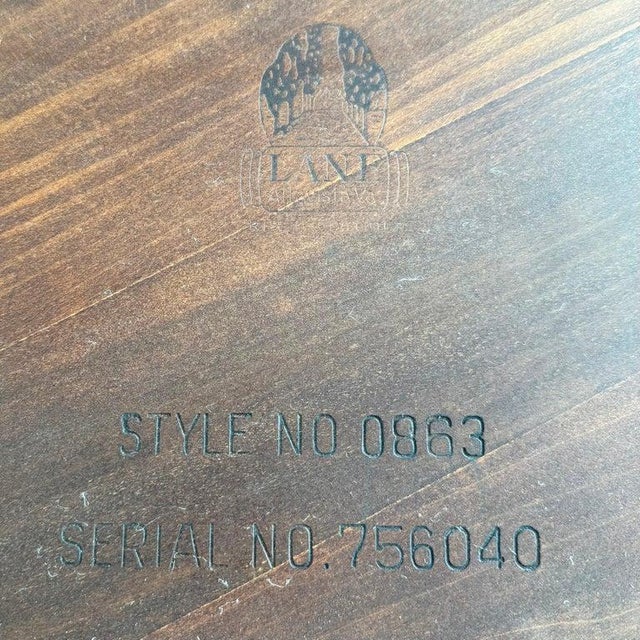 LANE
STYLE NO 0863
SERIAL NO. 756040